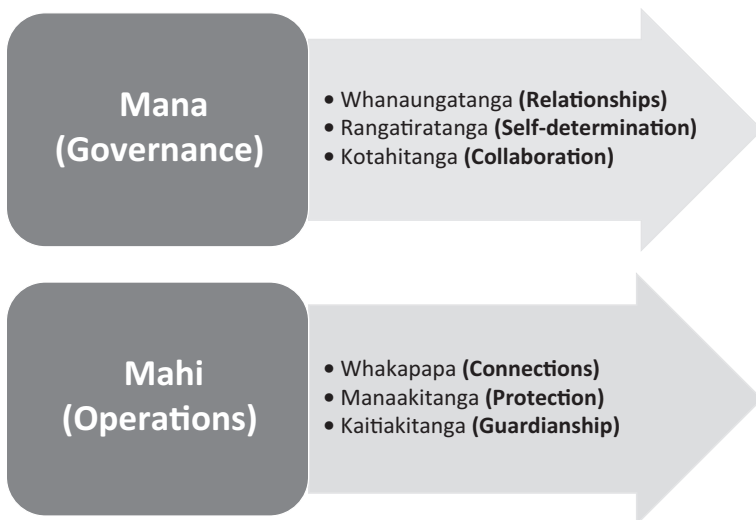 Mana
(Governance)
• Whanaungatanga (Relationships)
• Rangatiratanga (Self-determination)
• Kotahitanga (Collaboration)
Mahi
(Operations)
• Whakapapa (Connections)
• Manaakitanga (Protection)
• Kaitiakitanga (Guardianship)